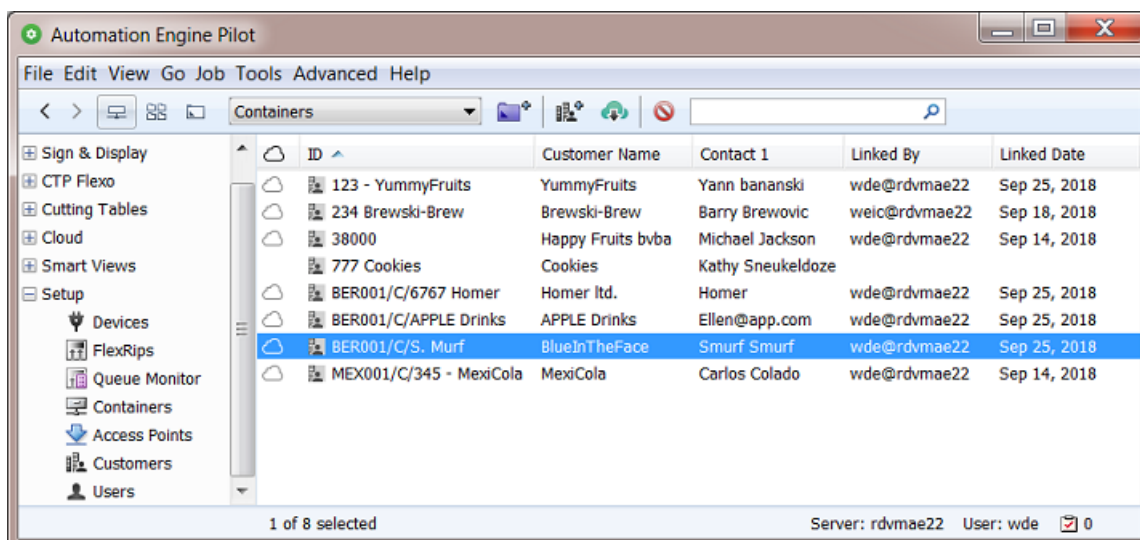 Automation Engine Pilot
File Edit View Go Job Tools Advanced Help
Containers
Sign & Display
CTP Flexo
Cutting Tables
Cloud
Smart Views
Setup
Devices
FlexRips
Queue Monitor
Containers
Access Points
Customers
Users
ID Customer Name Contact 1 Linked By Linked Date
123 - YummyFruits YummyFruits Yann bananski wde@rdvmae22 Sep 25, 2018
234 Brewski-Brew Brewski-Brew Barry Brewovic weic@rdvmae22 Sep 18, 2018
38000 Happy Fruits bvba Michael Jackson wde@rdvmae22 Sep 14, 2018
777 Cookies Cookies Kathy Sneukeldoze
BER001/C/6767 Homer Homer ltd. Homer wde@rdvmae22 Sep 25, 2018
BER001/C/APPLE Drinks APPLE Drinks Ellen@app.com wde@rdvmae22 Sep 25, 2018
BER001/C/S. Murf BlueInTheFace Smurf Smurf wde@rdvmae22 Sep 25, 2018
MEX001/C/345 - MexiCola MexiCola Carlos Colado wde@rdvmae22 Sep 14, 2018
1 of 8 selected Server: rdvmae22 User: wde 0